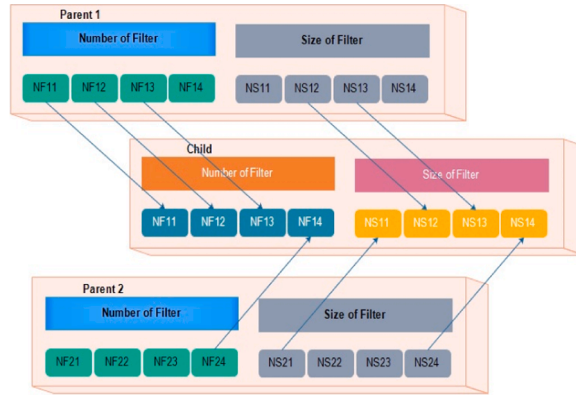 Parent 1
Number of Filter Size of Filter
NF11 NF12 NF13 NF14 NS11 NS12 NS13 NS14
Child
Number of Filter Size of Filter
NF11 NF12 NF13 NF14 NS11 NS12 NS13 NS14
Parent 2
Number of Filter Size of Filter
NF21 NF22 NF23 NF24 NS21 NS22 NS23 NS24